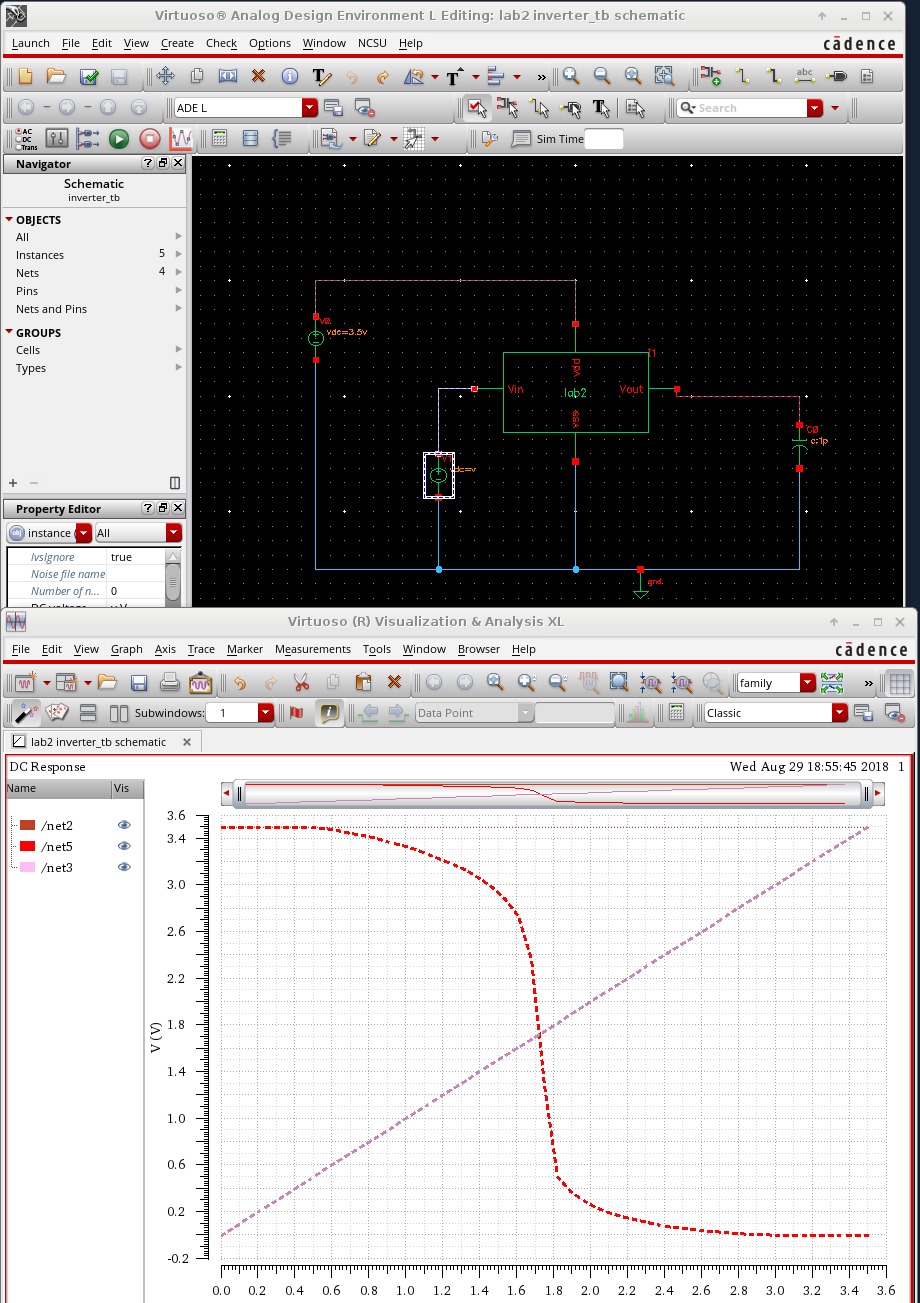 Virtuoso® Analog Design Environment L Editing: lab2 inverter_tb schematic
Launch File Edit View Create Check Options Window NCSU Help
cādence
T T » abc
ADE L
Search
AC
DC
Trans
Sim Time
Navigator
Schematic
inverter_tb
OBJECTS
All
Instances 5
Nets 4
Pins
Nets and Pins
GROUPS
Cells
Types
Property Editor
instance ( All
lvsIgnore true
Noise file name
Number of n... 0
V0
vdc=3.5v
vdc=v
I1
vdd
Vin
lab2
Vout
vss
C0
c:1p
gnd
Virtuoso (R) Visualization & Analysis XL
File Edit View Graph Axis Trace Marker Measurements Tools Window Browser Help
cādence
family »
Subwindows: 1
Data Point
Classic
lab2 inverter_tb schematic
DC Response
Wed Aug 29 18:55:45 2018 1
Name Vis
/net2
/net5
/net3
V (V)
3.6
3.4
3.0
2.6
2.2
1.8
1.4
1.0
0.6
0.2
-0.2
0.0 0.2 0.4 0.6 0.8 1.0 1.2 1.4 1.6 1.8 2.0 2.2 2.4 2.6 2.8 3.0 3.2 3.4 3.6